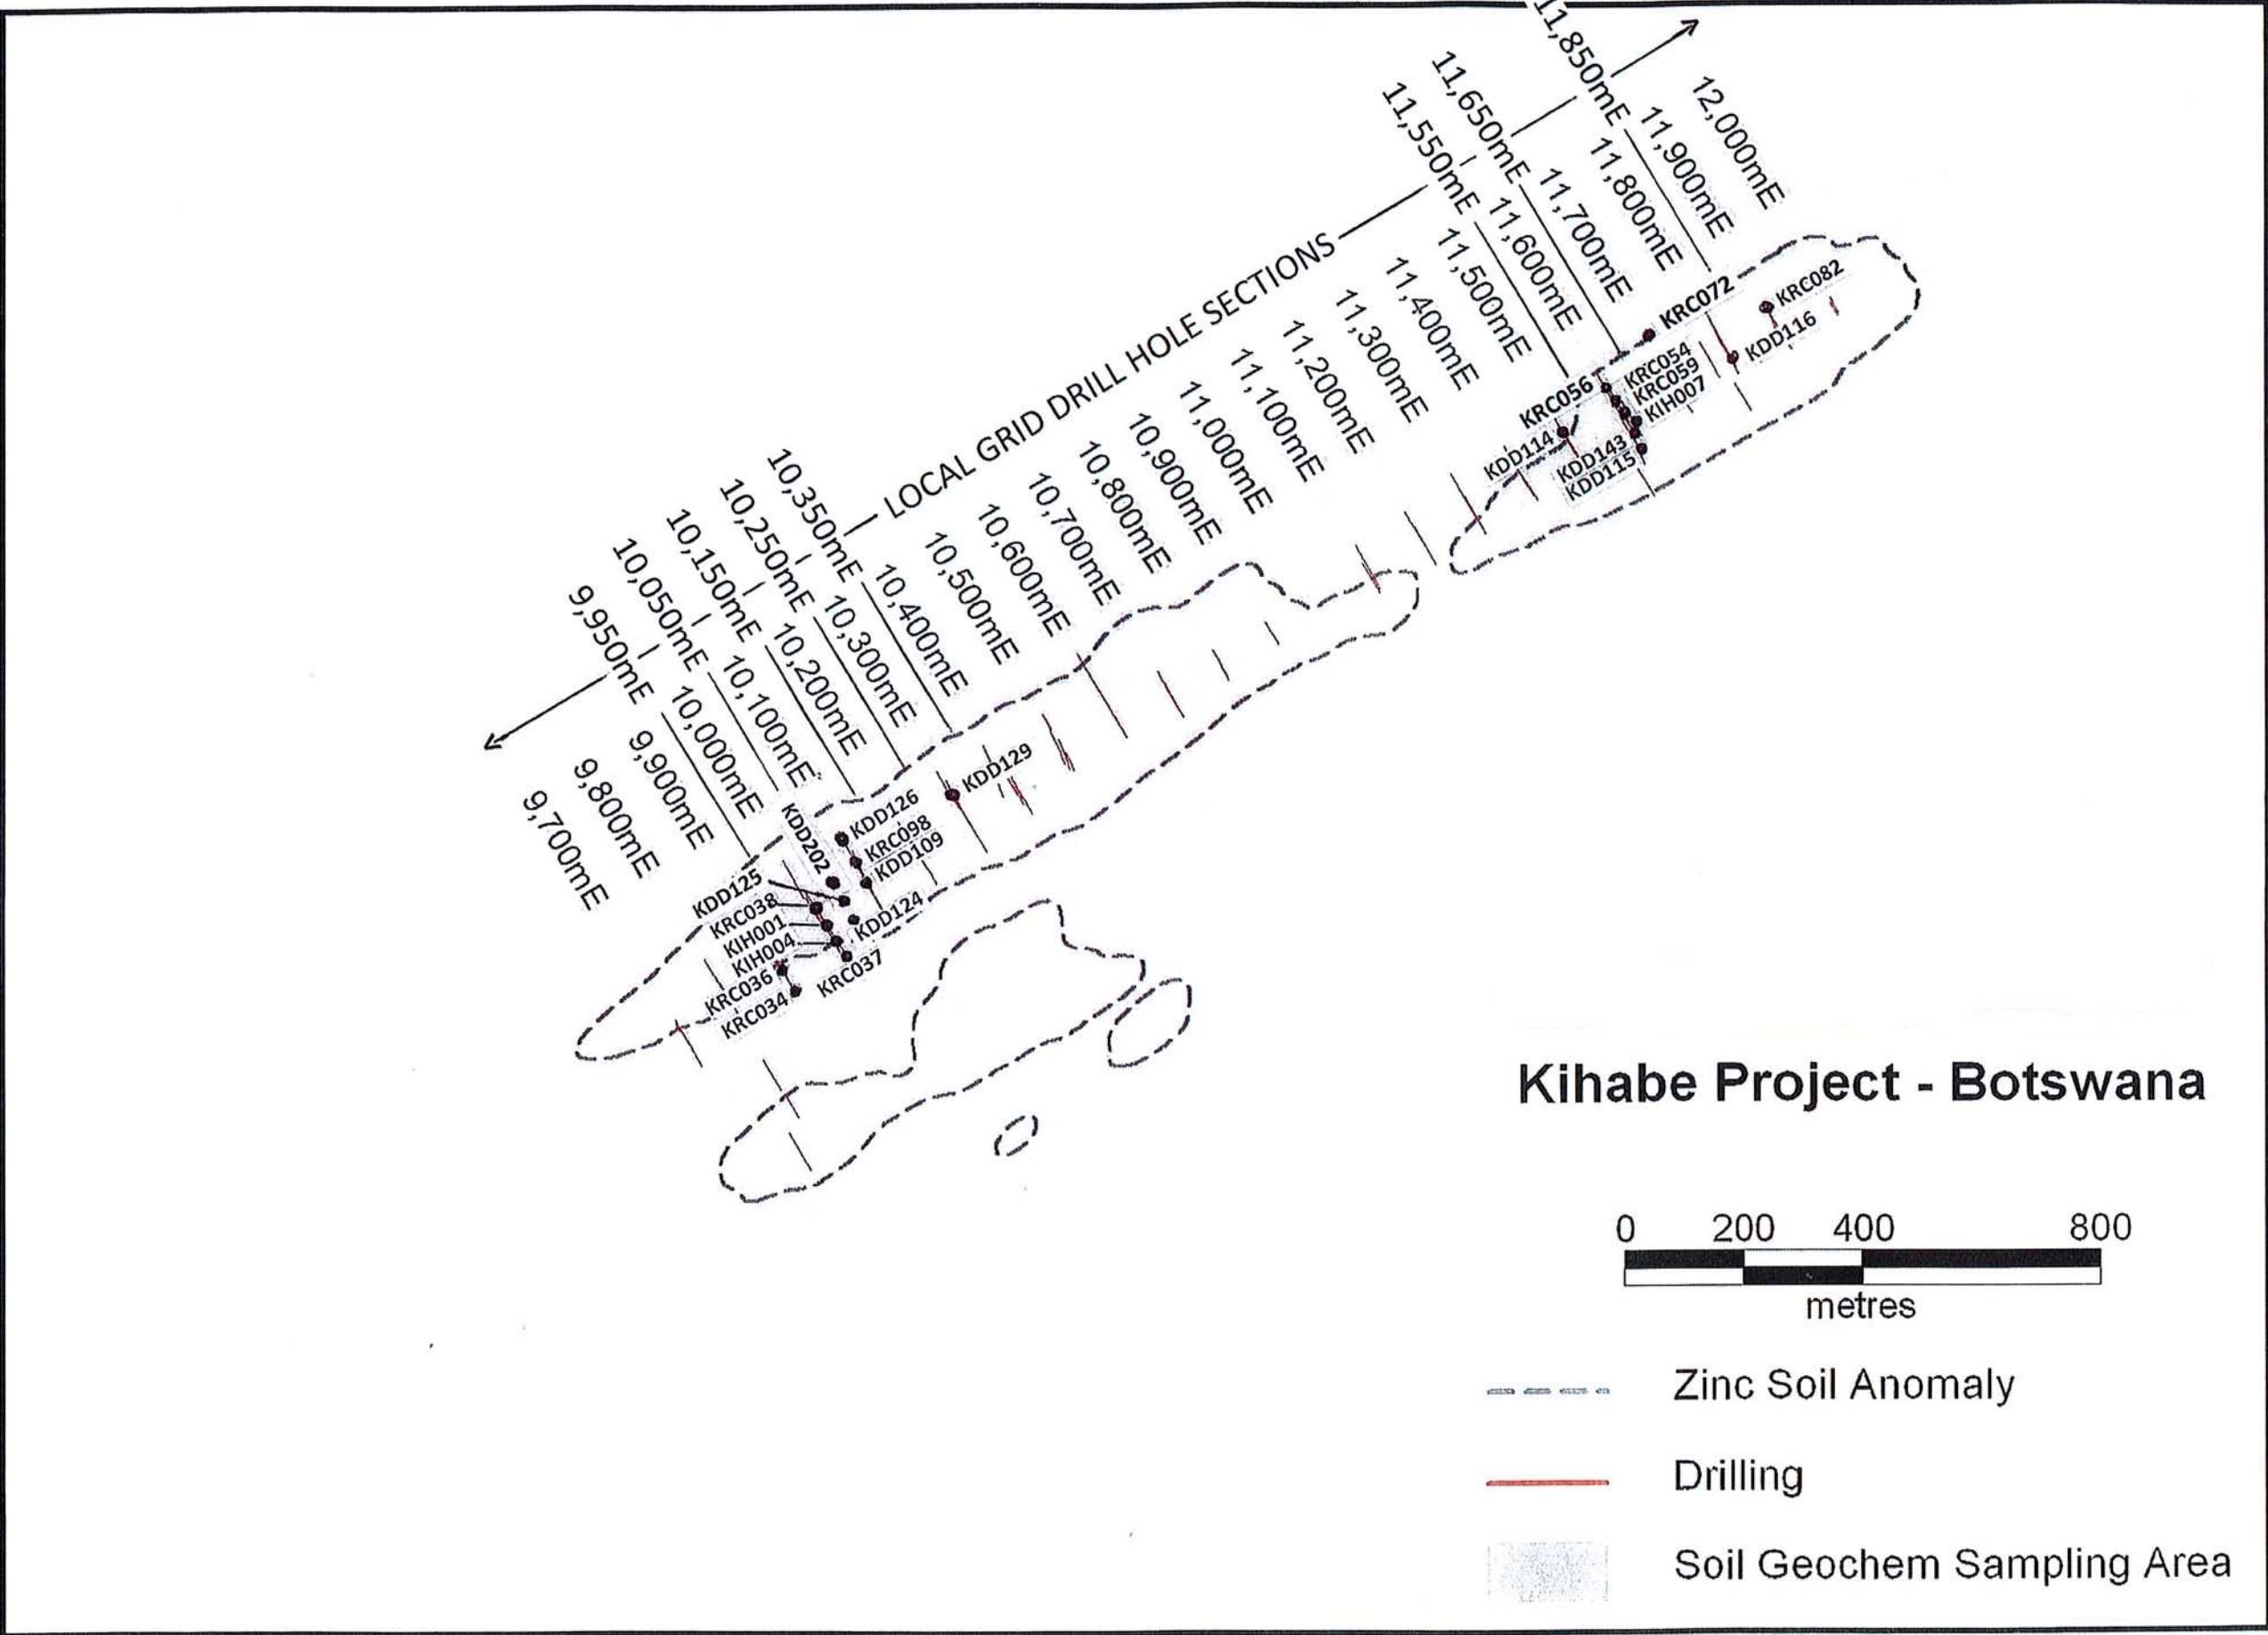 11,850mE
12,000mE
11,650mE
11,900mE
11,550mE
11,800mE
11,700mE
11,600mE
11,500mE
LOCAL GRID DRILL HOLE SECTIONS
11,400mE
11,300mE
11,200mE
11,100mE
11,000mE
10,900mE
10,800mE
10,700mE
10,600mE
10,500mE
10,350mE
10,400mE
10,250mE
10,300mE
10,150mE
10,200mE
10,050mE
10,100mE
9,950mE
10,000mE
9,900mE
9,800mE
9,700mE
KRC072
KRC082
KDD116
KRC054
KRC059
KIH007
KRC056
KDD114
KDD143
KDD115
KDD129
KDD126
KRC098
KDD109
KDD202
KDD125
KRC038
KIH001
KIH004
KRC036
KRC034
KDD124
KRC037
Kihabe Project - Botswana
0 200 400 800
metres
Zinc Soil Anomaly
Drilling
Soil Geochem Sampling Area